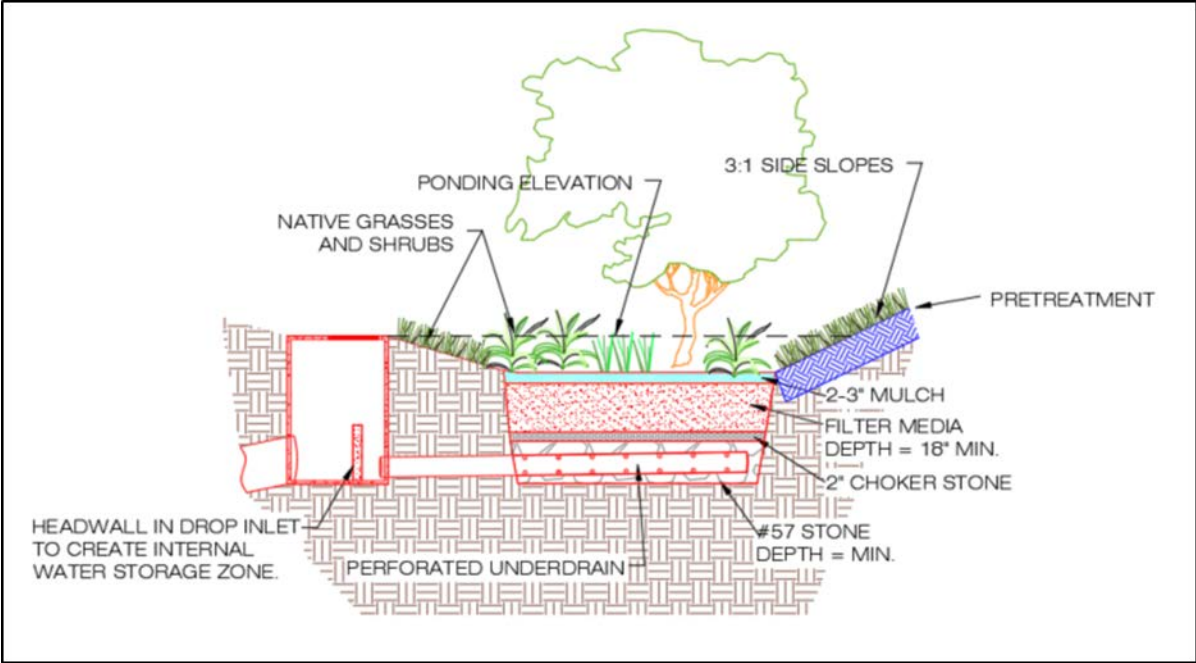 3:1 SIDE SLOPES
PONDING ELEVATION
NATIVE GRASSES
AND SHRUBS
PRETREATMENT
2-3" MULCH
FILTER MEDIA
DEPTH = 18" MIN.
2" CHOKER STONE
#57 STONE
DEPTH = MIN.
HEADWALL IN DROP INLET
TO CREATE INTERNAL
WATER STORAGE ZONE.
PERFORATED UNDERDRAIN